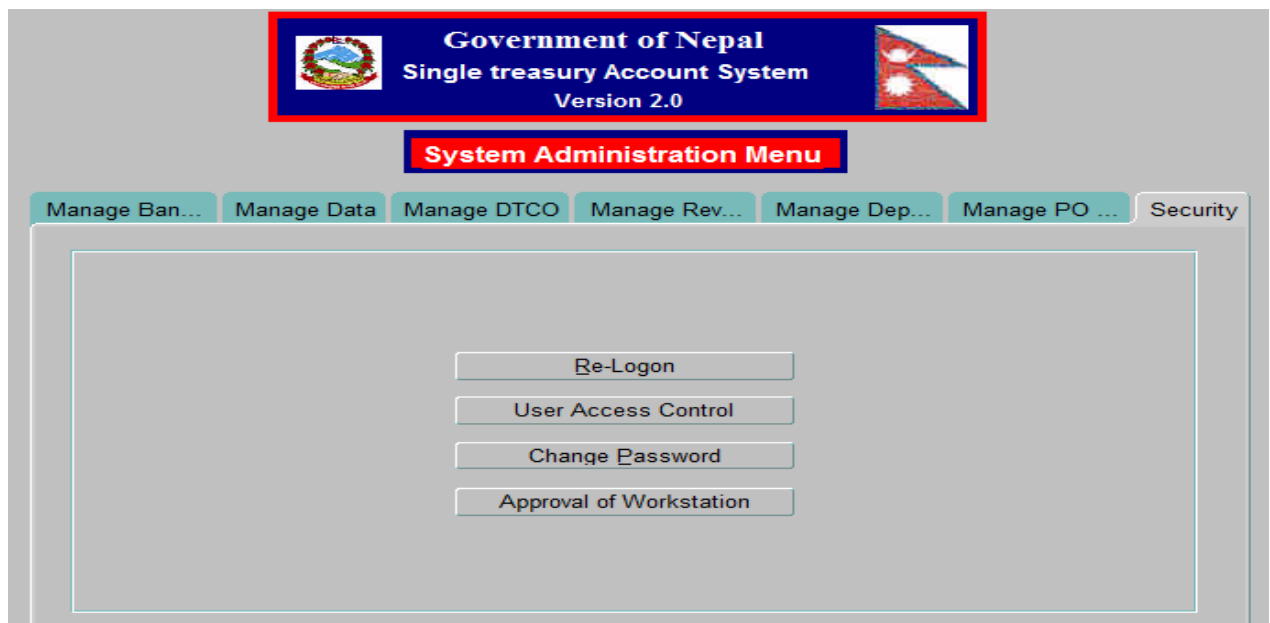 Government of Nepal
Single treasury Account System
Version 2.0
System Administration Menu
Manage Ban... Manage Data Manage DTCO Manage Rev... Manage Dep... Manage PO ... Security
Re-Logon
User Access Control
Change Password
Approval of Workstation